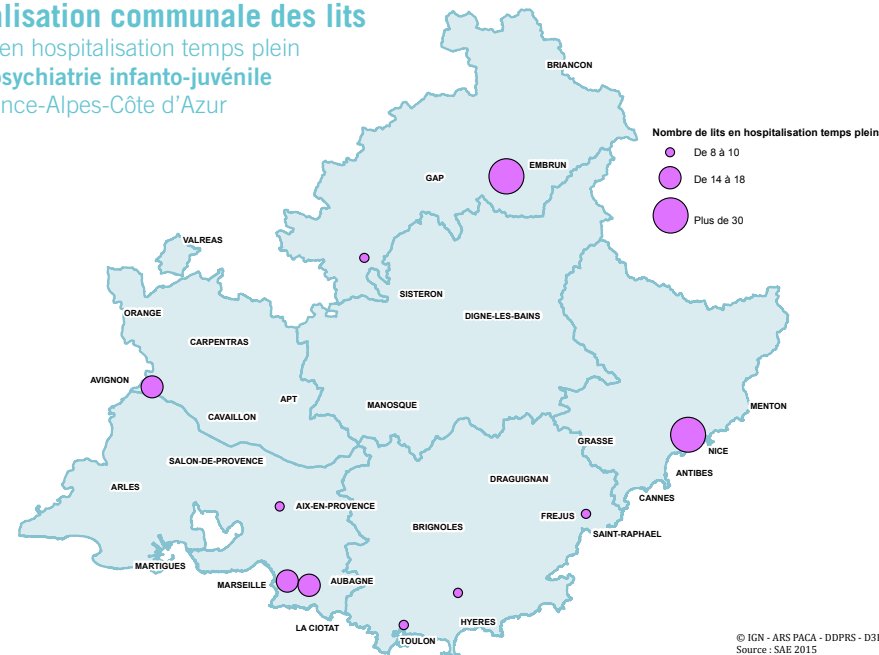 alisation communale des lits
en hospitalisation temps plein
sychiatrie infanto-juvénile
nce-Alpes-Côte d'Azur
BRIANCON
Nombre de lits en hospitalisation temps plein
De 8 à 10
De 14 à 18
Plus de 30
EMBRUN
GAP
VALREAS
SISTERON
ORANGE
DIGNE-LES-BAINS
CARPENTRAS
AVIGNON
APT
MANOSQUE
MENTON
CAVAILLON
GRASSE
NICE
SALON-DE-PROVENCE
ANTIBES
DRAGUIGNAN
ARLES
CANNES
AIX-EN-PROVENCE
FREJUS
BRIGNOLES
SAINT-RAPHAEL
MARTIGUES
MARSEILLE
AUBAGNE
LA CIOTAT
HYERES
TOULON
© IGN - ARS PACA - DDPRS - D3
Source : SAE 2015